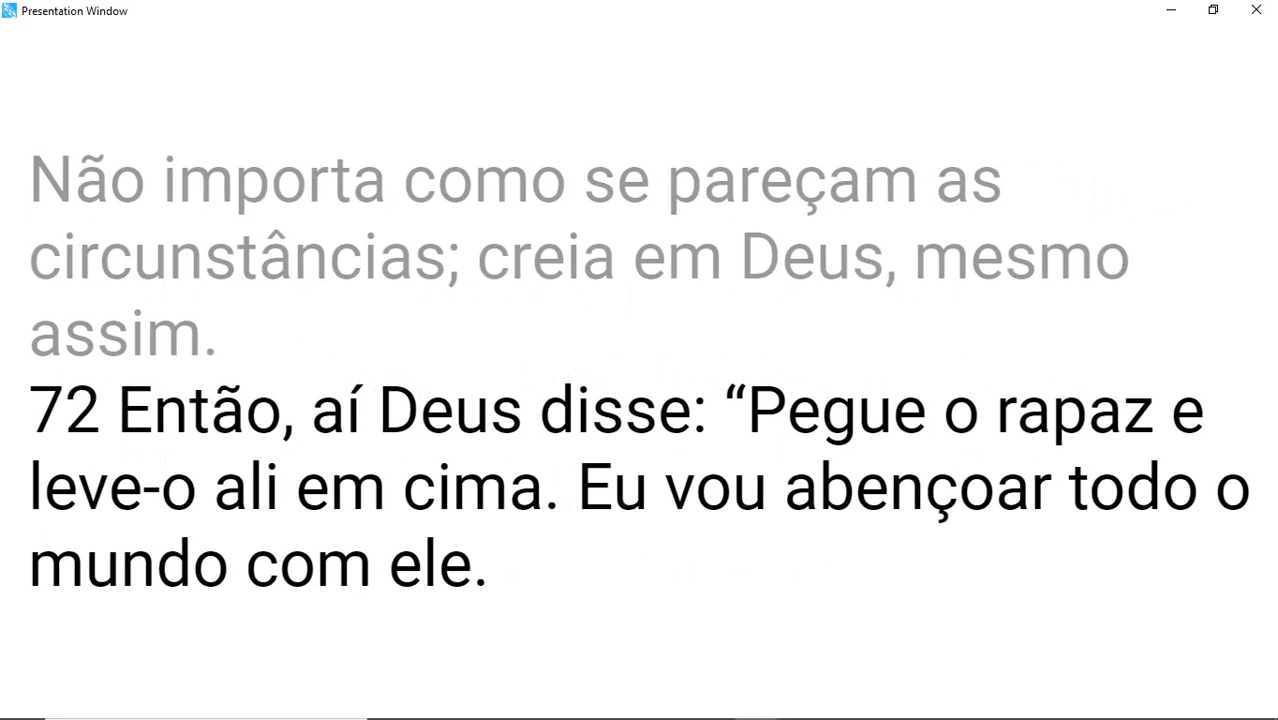 Presentation Window
Não importa como se pareçam as
circunstâncias; creia em Deus, mesmo
assim.
72 Então, aí Deus disse: “Pegue o rapaz e
leve-o ali em cima. Eu vou abençoar todo o
mundo com ele.